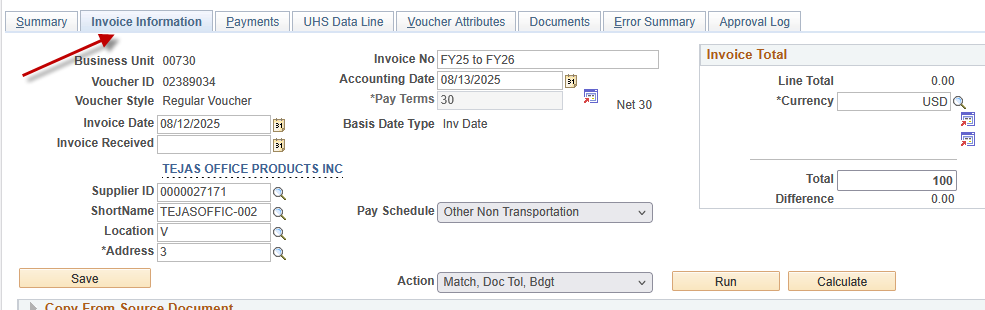 Summary Invoice Information Payments UHS Data Line Voucher Attributes Documents Error Summary Approval Log
Business Unit 00730
Voucher ID 02389034
Voucher Style Regular Voucher
Invoice Date 08/12/2025 31
Invoice Received 31
Invoice No FY25 to FY26
Accounting Date 08/13/2025 31
*Pay Terms 30 Net 30
Basis Date Type Inv Date
Invoice Total
Line Total 0.00
*Currency USD
Total 100
Difference 0.00
TEJAS OFFICE PRODUCTS INC
Supplier ID 0000027171
ShortName TEJASOFFIC-002
Location V
*Address 3
Pay Schedule Other Non Transportation
Save
Action Match, Doc Tol, Bdgt
Run Calculate
Copy From Source Document